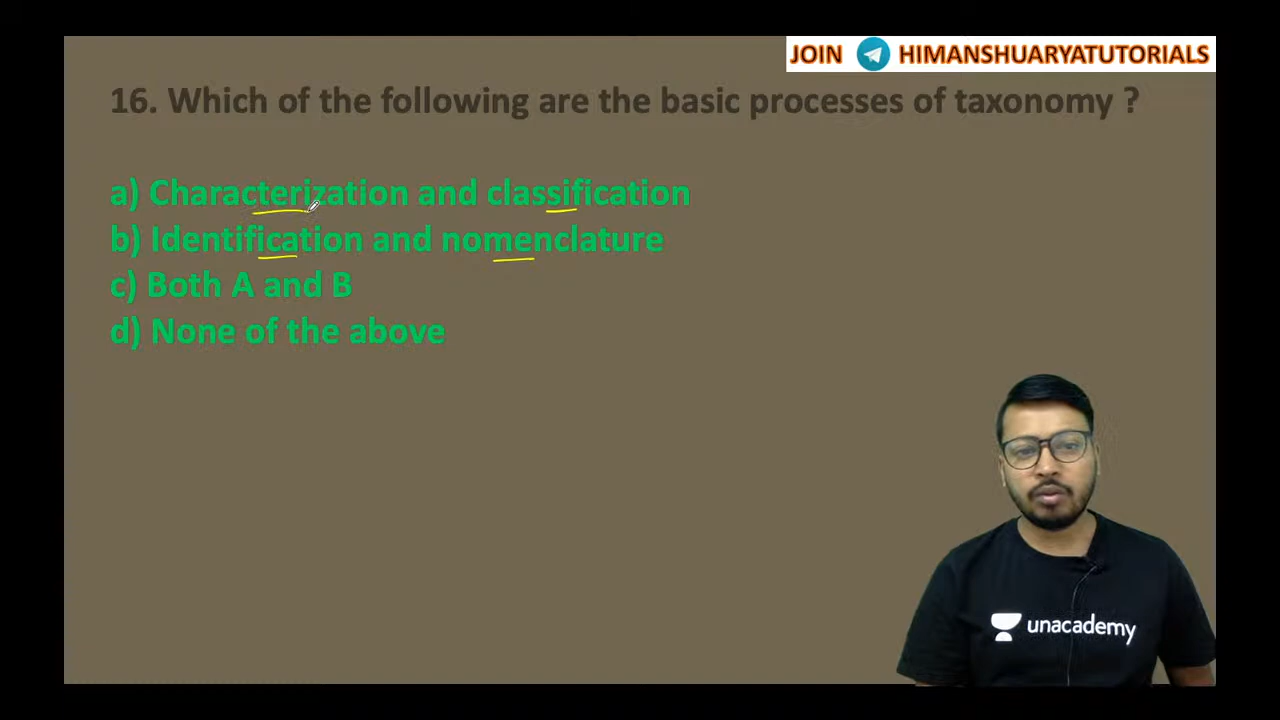 JOIN HIMANSHUARYATUTORIALS
16. Which of the following are the basic processes of taxonomy ?
a) Characterization and classification
b) Identification and nomenclature
c) Both A and B
d) None of the above
unacademy